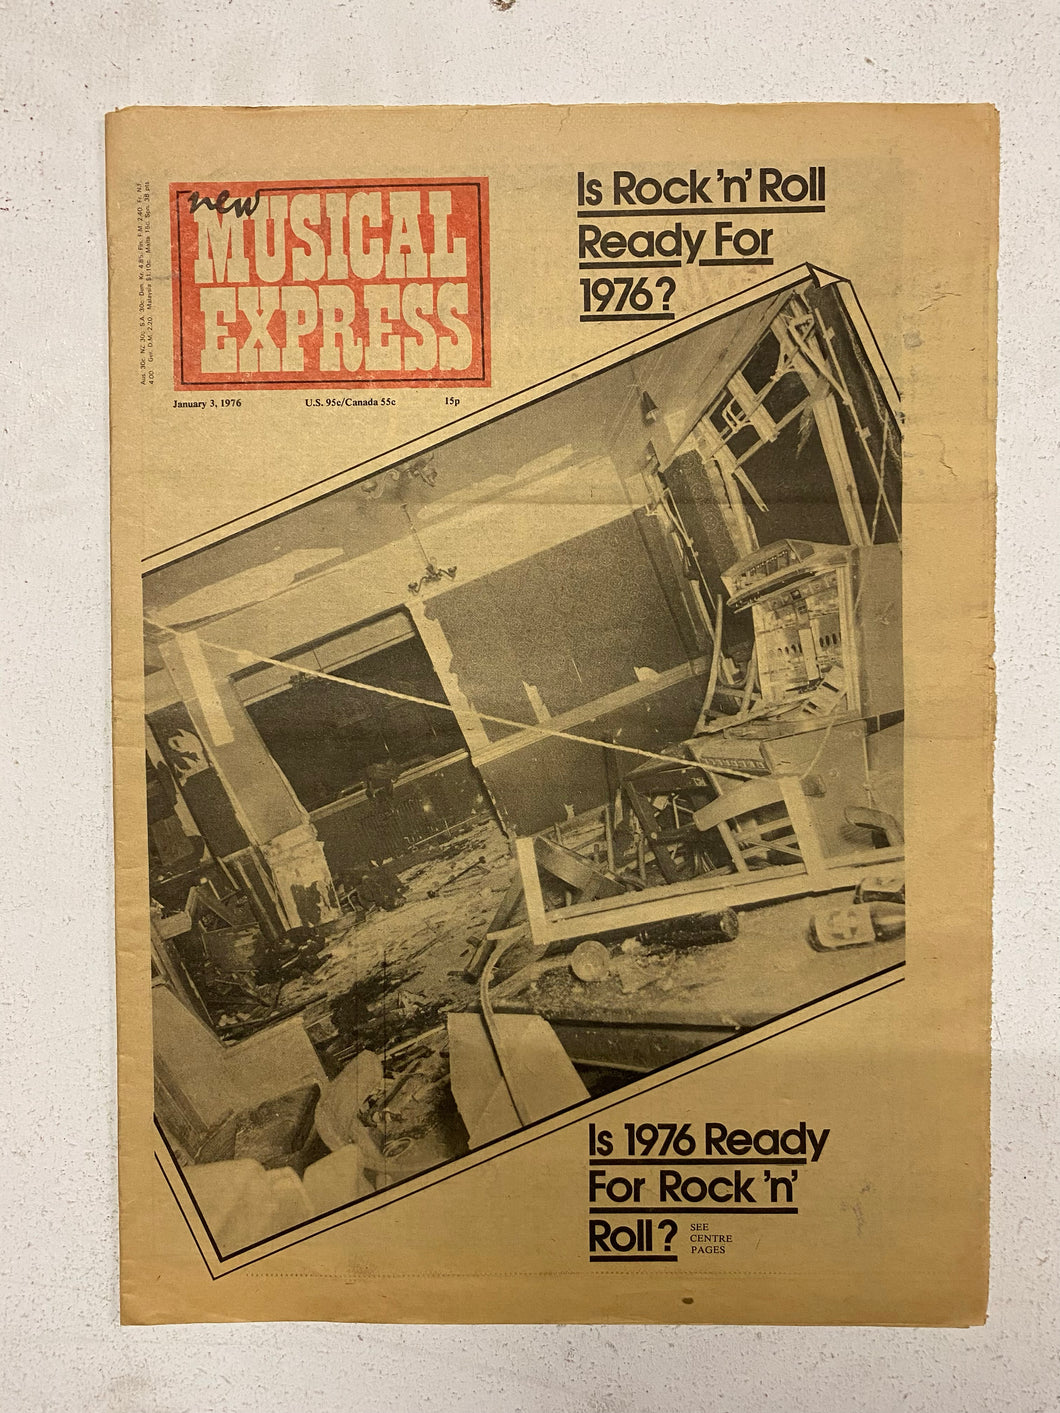 new
MUSICAL
EXPRESS
January 3, 1976 U.S. 95c/Canada 55c 15p
Is Rock 'n' Roll
Ready For
1976?
Is 1976 Ready
For Rock 'n'
Roll?
SEE
CENTRE
PAGES